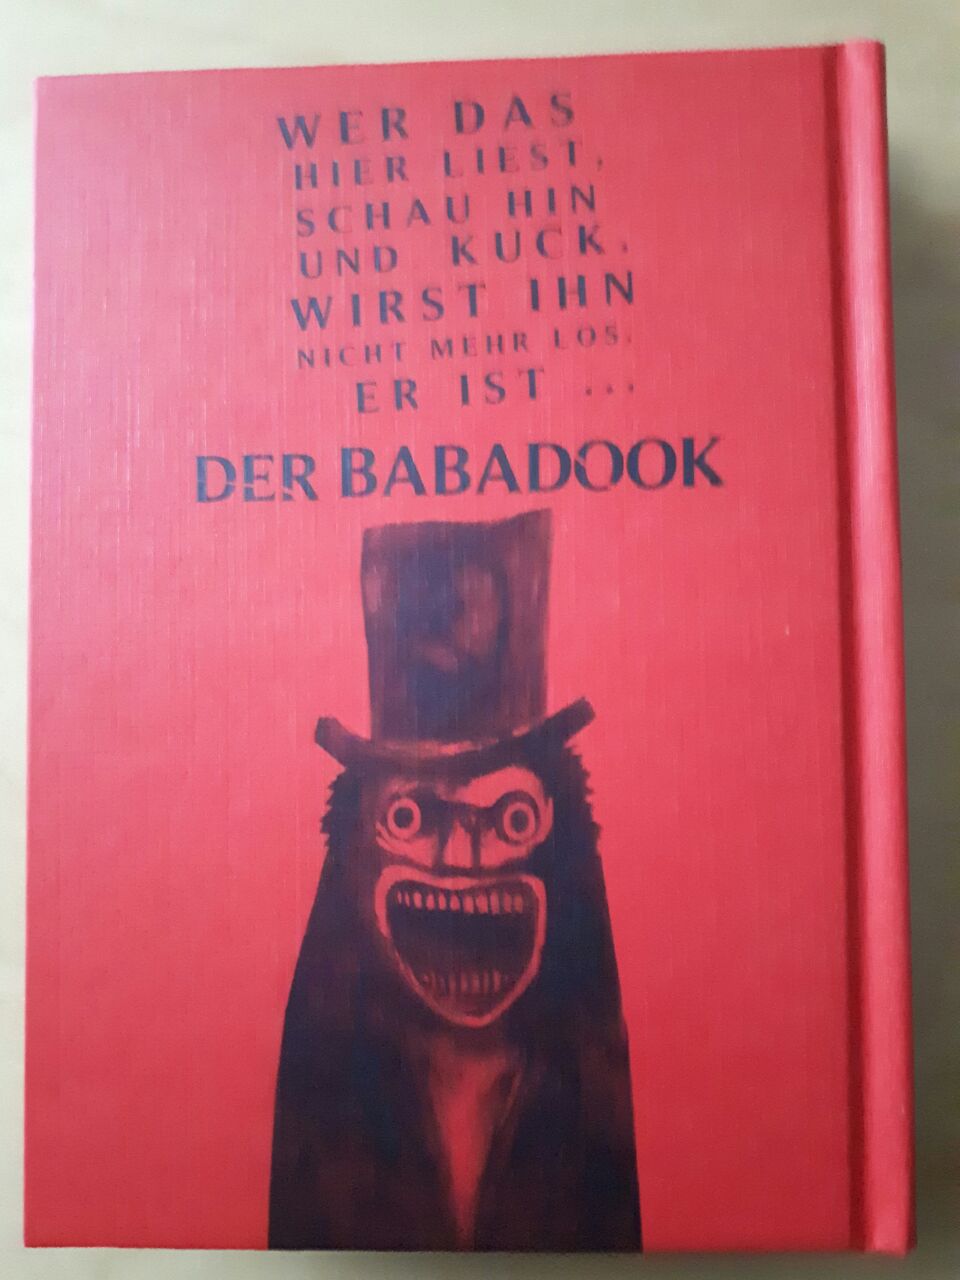 WER DAS
HIER LIEST,
SCHAU HIN
UND KUCK.
WIRST IHN
NICHT MEHR LOS.
ER IST ...
DER BABADOOK